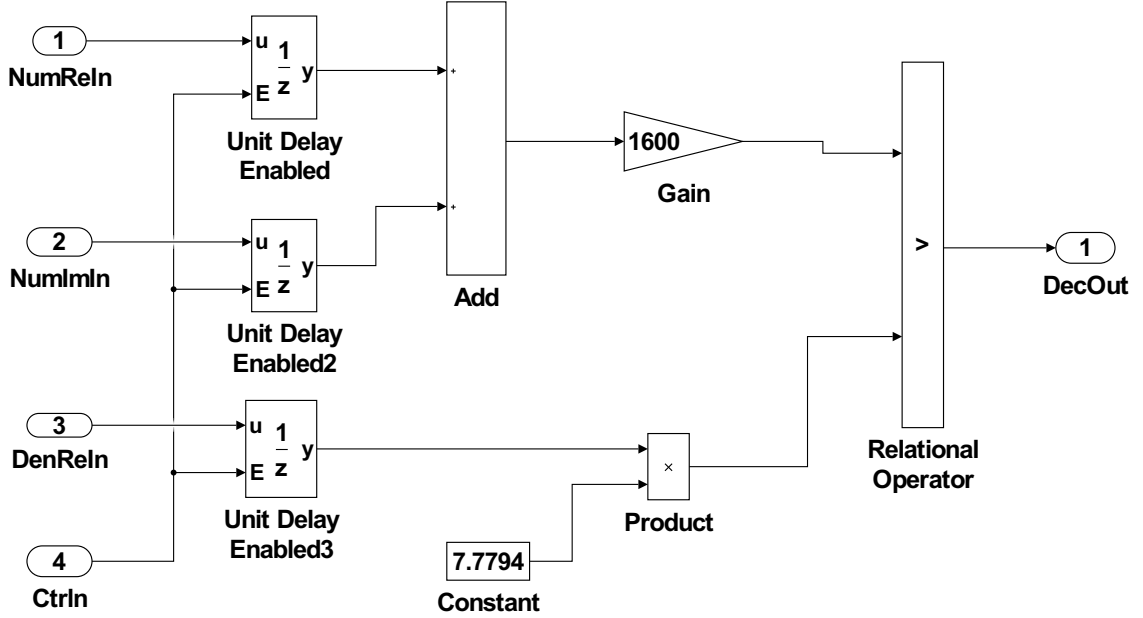 1
NumReIn
u
E
1
z
y
Unit Delay
Enabled
+
+
Add
1600
Gain
2
NumImIn
u
E
1
z
y
Unit Delay
Enabled2
>
Relational
Operator
1
DecOut
3
DenReIn
u
E
1
z
y
Unit Delay
Enabled3
×
Product
4
CtrIn
7.7794
Constant